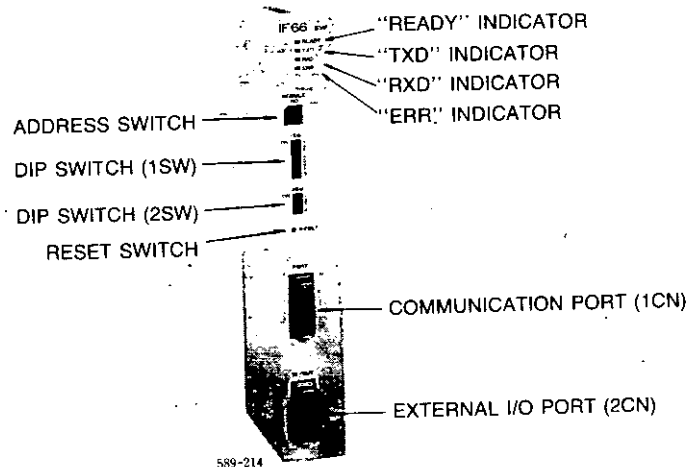 IF66
"READY" INDICATOR
"TXD" INDICATOR
"RXD" INDICATOR
"ERR" INDICATOR
ADDRESS SWITCH
DIP SWITCH (1SW)
DIP SWITCH (2SW)
RESET SWITCH
PORT
COMMUNICATION PORT (1CN)
EXTERNAL I/O PORT (2CN)
589-214